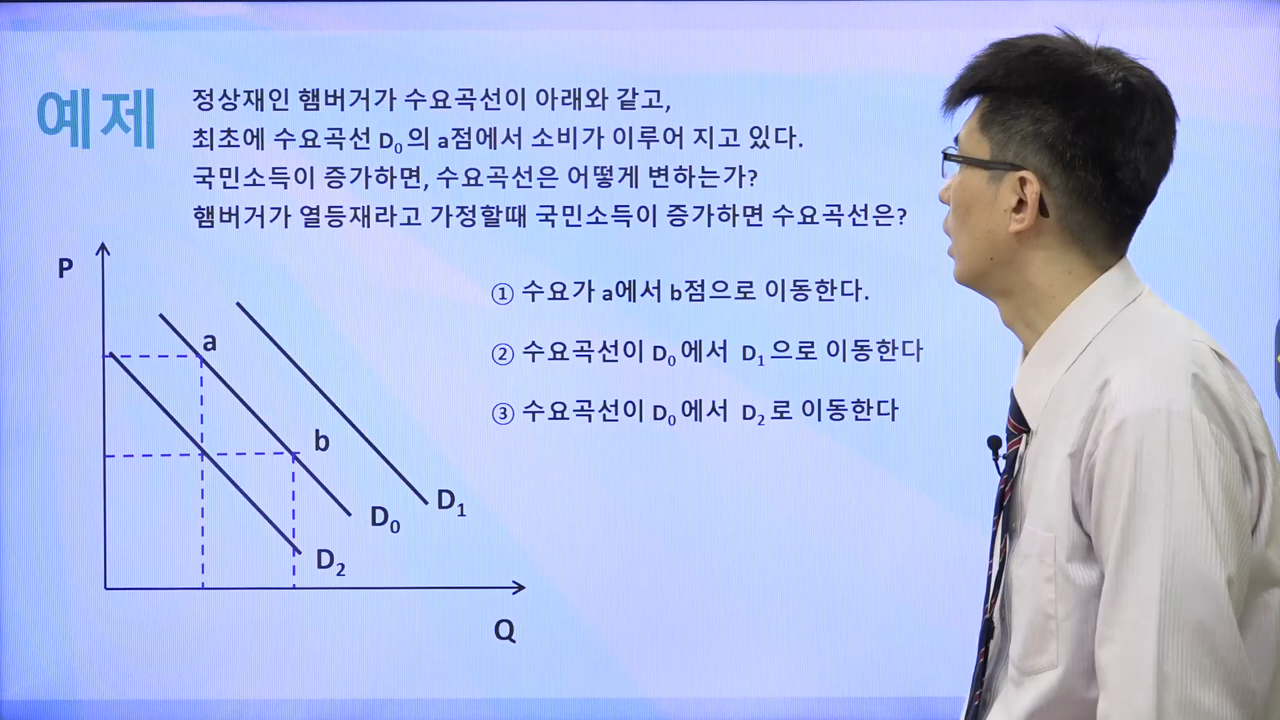 예제
정상재인 햄버거가 수요곡선이 아래와 같고,
최초에 수요곡선 D₀의 a점에서 소비가 이루어 지고 있다.
국민소득이 증가하면, 수요곡선은 어떻게 변하는가?
햄버거가 열등재라고 가정할때 국민소득이 증가하면 수요곡선은?
① 수요가 a에서 b점으로 이동한다.
② 수요곡선이 D₀에서 D₁으로 이동한다
③ 수요곡선이 D₀에서 D₂로 이동한다
P
a
b
D₁
D₀
D₂
Q